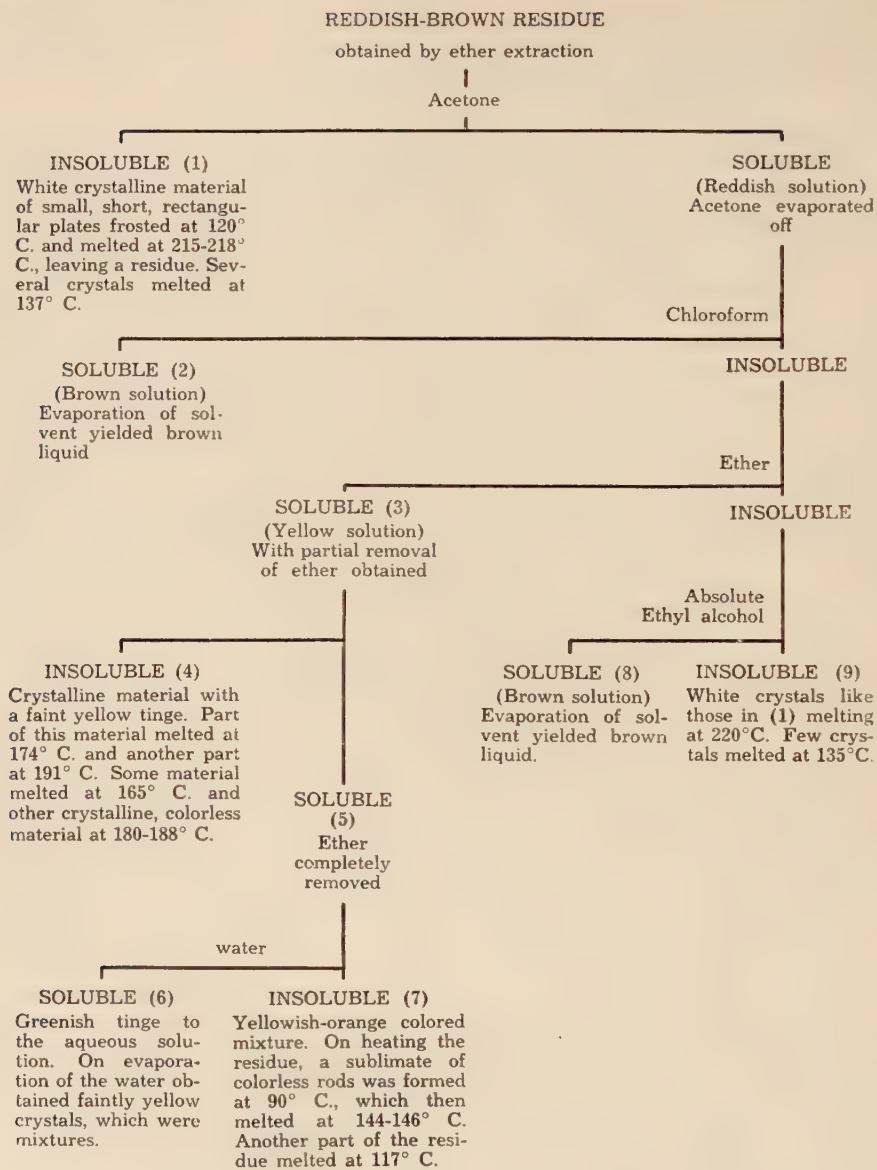 REDDISH-BROWN RESIDUE
obtained by ether extraction
Acetone
INSOLUBLE (1)
White crystalline material
of small, short, rectangu-
lar plates frosted at 120°
C. and melted at 215-218°
C., leaving a residue. Sev-
eral crystals melted at
137° C.
SOLUBLE
(Reddish solution)
Acetone evaporated
off
Chloroform
SOLUBLE (2)
(Brown solution)
Evaporation of sol-
vent yielded brown
liquid
INSOLUBLE
Ether
SOLUBLE (3)
(Yellow solution)
With partial removal
of ether obtained
INSOLUBLE
Absolute
Ethyl alcohol
INSOLUBLE (4)
Crystalline material with
a faint yellow tinge. Part
of this material melted at
174° C. and another part
at 191° C. Some material
melted at 165° C. and
other crystalline, colorless
material at 180-188° C.
SOLUBLE (8)
(Brown solution)
Evaporation of sol-
vent yielded brown
liquid.
INSOLUBLE (9)
White crystals like
those in (1) melting
at 220°C. Few crys-
tals melted at 135°C.
SOLUBLE
(5)
Ether
completely
removed
water
SOLUBLE (6)
Greenish tinge to
the aqueous solu-
tion. On evapora-
tion of the water ob-
tained faintly yellow
crystals, which were
mixtures.
INSOLUBLE (7)
Yellowish-orange colored
mixture. On heating the
residue, a sublimate of
colorless rods was formed
at 90° C., which then
melted at 144-146° C.
Another part of the resi-
due melted at 117° C.